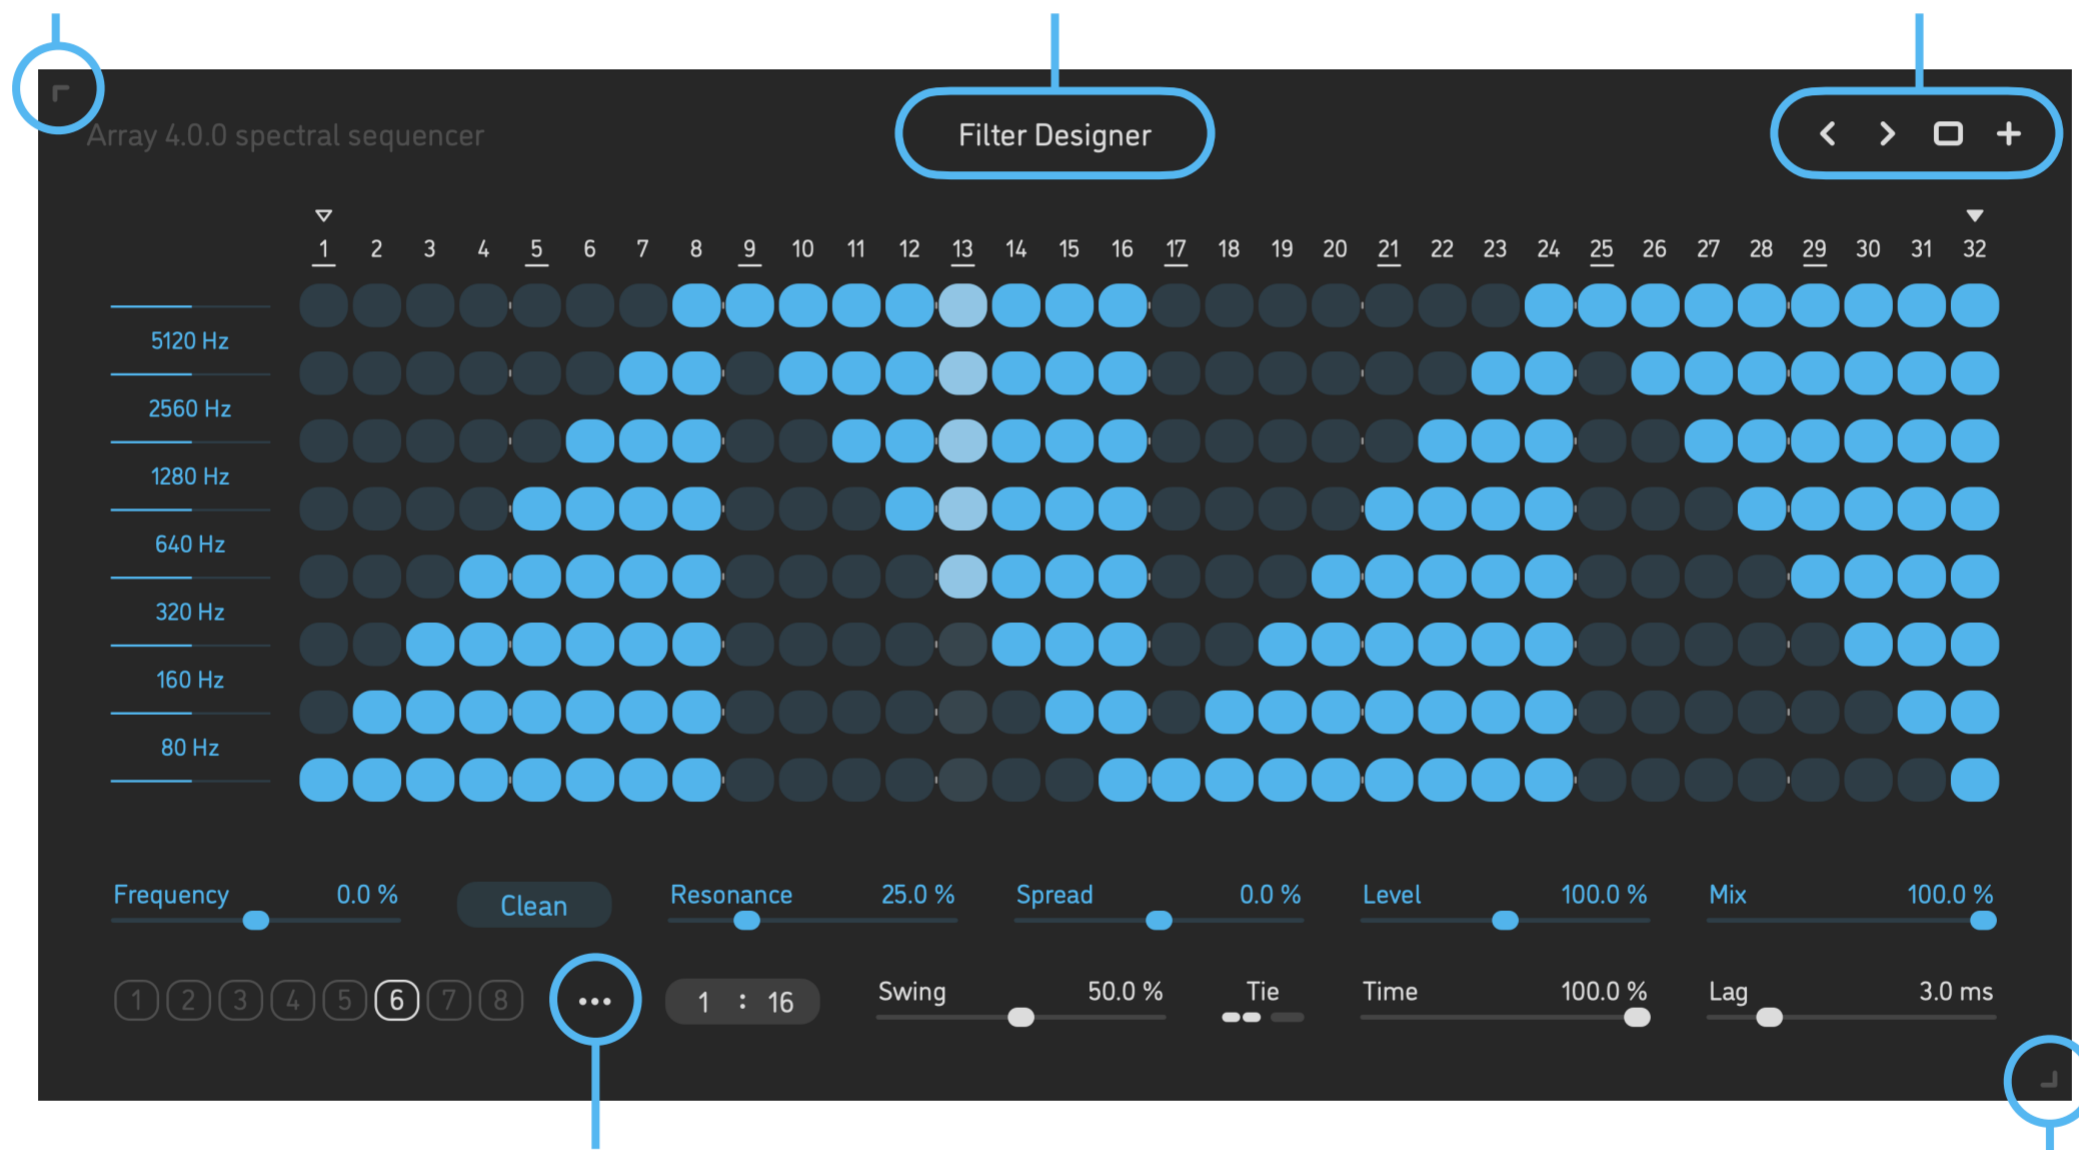 Array 4.0.0 spectral sequencer
Filter Designer
1 2 3 4 5 6 7 8 9 10 11 12 13 14 15 16 17 18 19 20 21 22 23 24 25 26 27 28 29 30 31 32
5120 Hz
2560 Hz
1280 Hz
640 Hz
320 Hz
160 Hz
80 Hz
Frequency 0.0 % Clean Resonance 25.0 % Spread 0.0 % Level 100.0 % Mix 100.0 %
1 2 3 4 5 6 7 8 ... 1 : 16 Swing 50.0 % Tie Time 100.0 % Lag 3.0 ms